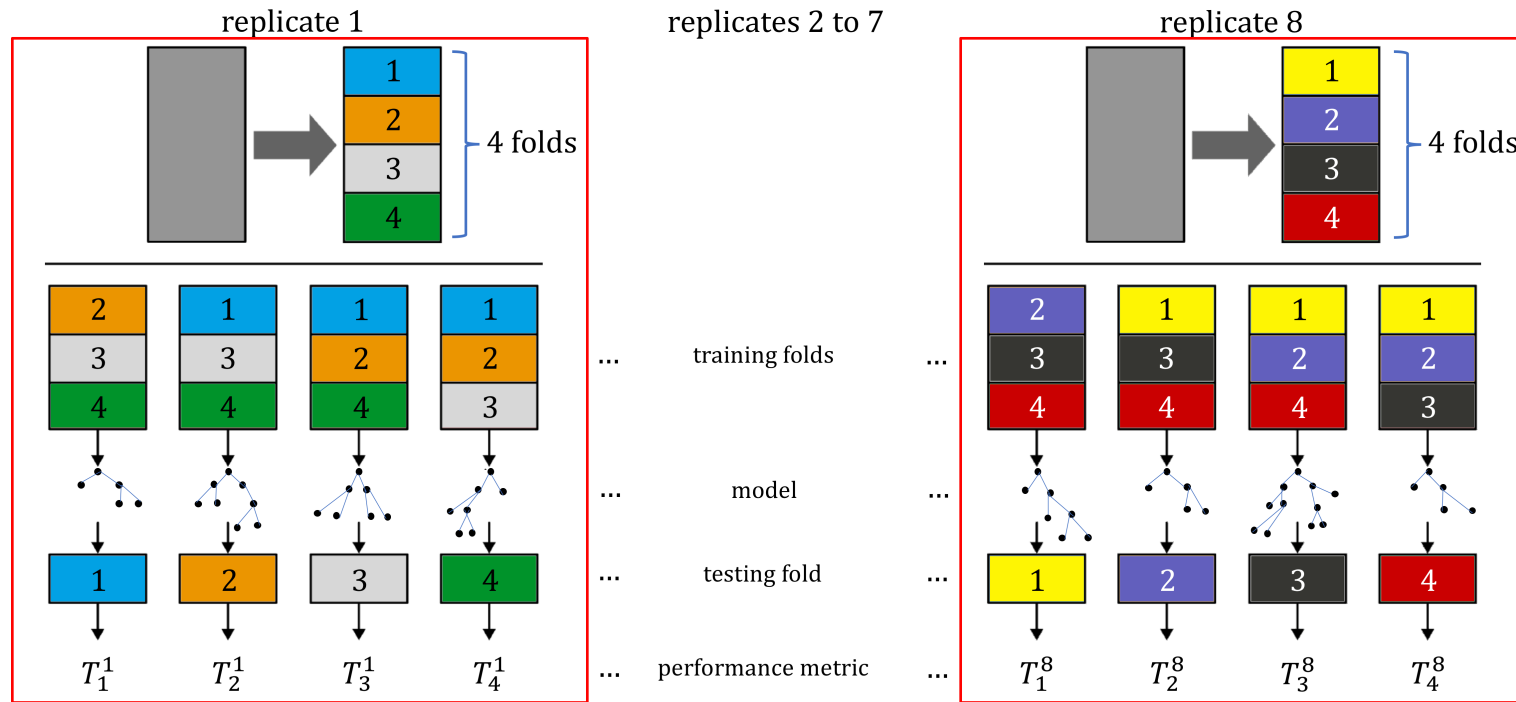 replicate 1 replicates 2 to 7 replicate 8
1 1
2 2
4 folds 4 folds
3 3
4 4
2 1 1 1 2 1 1 1
3 3 2 2 ... training folds ... 3 3 2 2
4 4 4 3 4 4 4 3
... model ...
1 2 3 4 ... testing fold ... 1 2 3 4
T₁¹ T₂¹ T₃¹ T₄¹ ... performance metric ... T₁⁸ T₂⁸ T₃⁸ T₄⁸